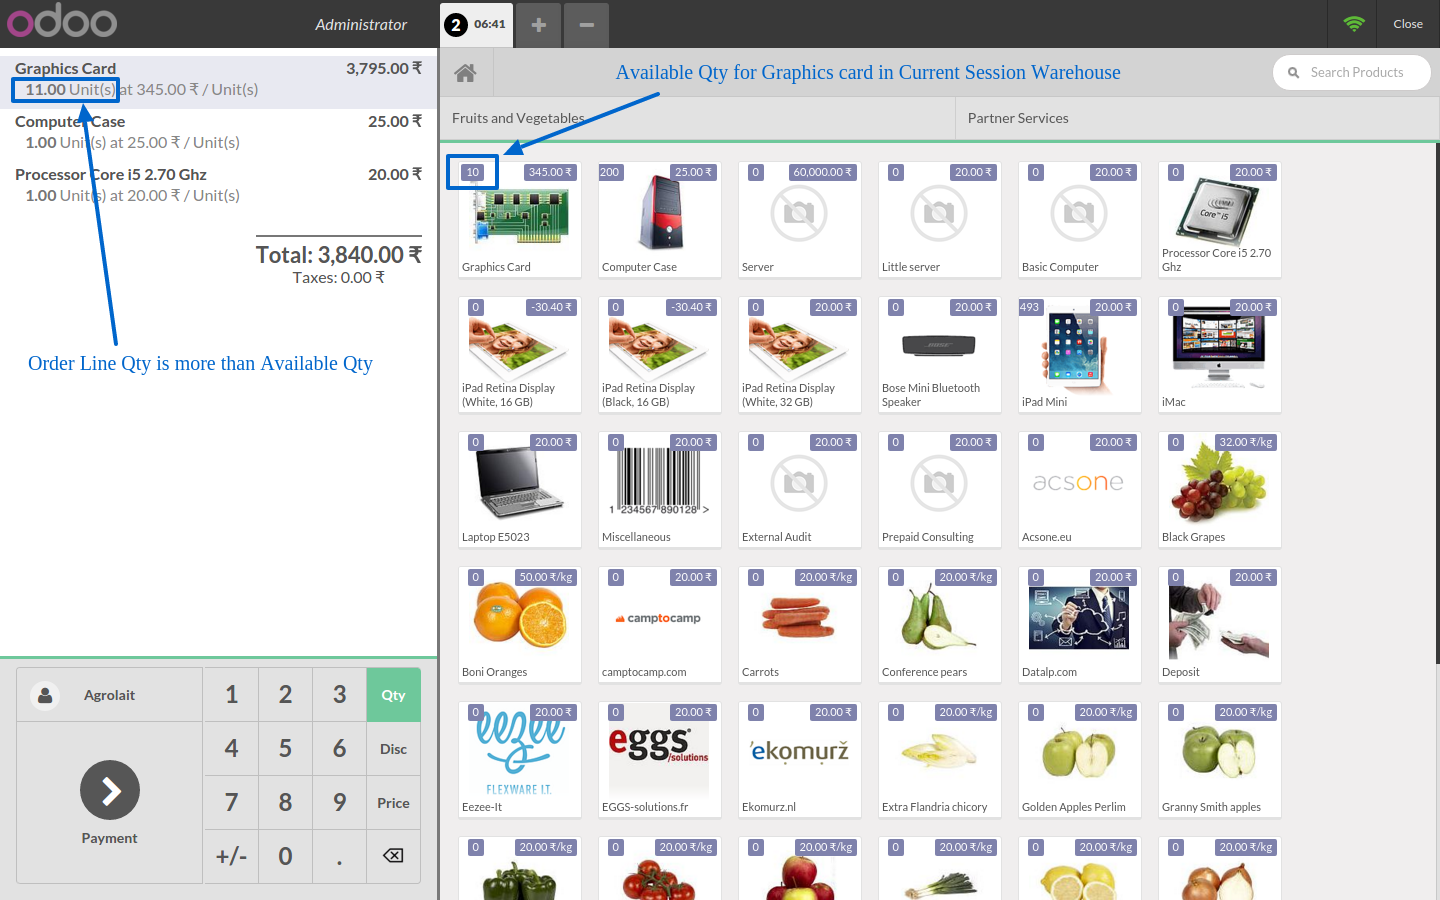 odoo
Administrator
2 06:41
+
−
Close
Graphics Card 3,795.00 ₹
11.00 Unit(s) at 345.00 ₹ / Unit(s)
Computer Case 25.00 ₹
1.00 Unit(s) at 25.00 ₹ / Unit(s)
Processor Core i5 2.70 Ghz 20.00 ₹
1.00 Unit(s) at 20.00 ₹ / Unit(s)
Total: 3,840.00 ₹
Taxes: 0.00 ₹
Order Line Qty is more than Available Qty
Agrolait
1 2 3 Qty
4 5 6 Disc
7 8 9 Price
+/- 0 .
Payment
Available Qty for Graphics card in Current Session Warehouse
Search Products
Fruits and Vegetables
Partner Services
10 345.00 ₹
Graphics Card
200 25.00 ₹
Computer Case
0 60,000.00 ₹
Server
0 20.00 ₹
Little server
0 20.00 ₹
Basic Computer
0 20.00 ₹
Core™ i5
Processor Core i5 2.70
Ghz
0 -30.40 ₹
iPad Retina Display
(White, 16 GB)
0 -30.40 ₹
iPad Retina Display
(Black, 16 GB)
0 20.00 ₹
iPad Retina Display
(White, 32 GB)
0 20.00 ₹
BOSE
Bose Mini Bluetooth
Speaker
493 20.00 ₹
iPad Mini
0 20.00 ₹
iMac
0 20.00 ₹
Laptop E5023
0 20.00 ₹
1 234567 890128 >
Miscellaneous
0 20.00 ₹
External Audit
0 20.00 ₹
Prepaid Consulting
0 20.00 ₹
acsone
Acsone.eu
0 32.00 ₹/kg
Black Grapes
0 50.00 ₹/kg
Boni Oranges
0 20.00 ₹
camptocamp
camptocamp.com
0 20.00 ₹/kg
Carrots
0 20.00 ₹/kg
Conference pears
0 20.00 ₹
Datalp.com
0 20.00 ₹
Deposit
0 20.00 ₹
eezee
FLEXWARE I.T.
Eezee-It
0 20.00 ₹
eggs
/solutions
EGGS-solutions.fr
0 20.00 ₹
'ekomurž
Ekomurz.nl
0 20.00 ₹/kg
Extra Flandria chicory
0 20.00 ₹/kg
Golden Apples Perlim
0 20.00 ₹/kg
Granny Smith apples
0 20.00 ₹/kg
0 20.00 ₹/kg
0 20.00 ₹/kg
0 20.00 ₹/kg
0 20.00 ₹/kg
0 20.00 ₹/kg